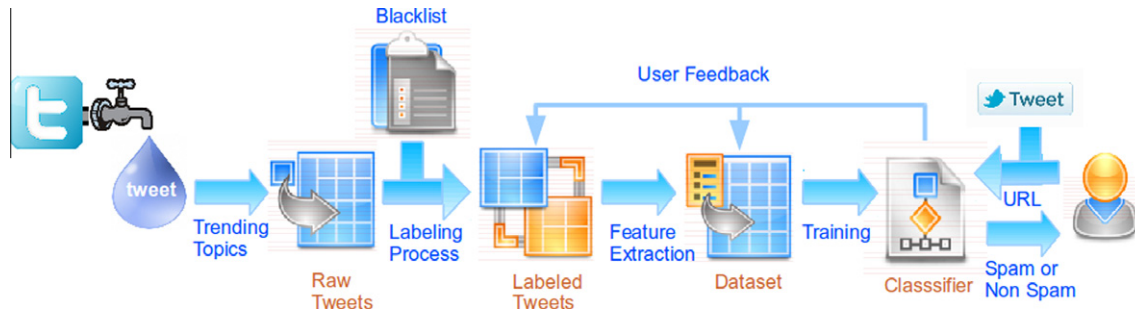 Blacklist
User Feedback
Tweet
t
tweet
Trending
Topics
Raw
Tweets
Labeling
Process
Labeled
Tweets
Feature
Extraction
Dataset
Training
Classsifier
URL
Spam or
Non Spam